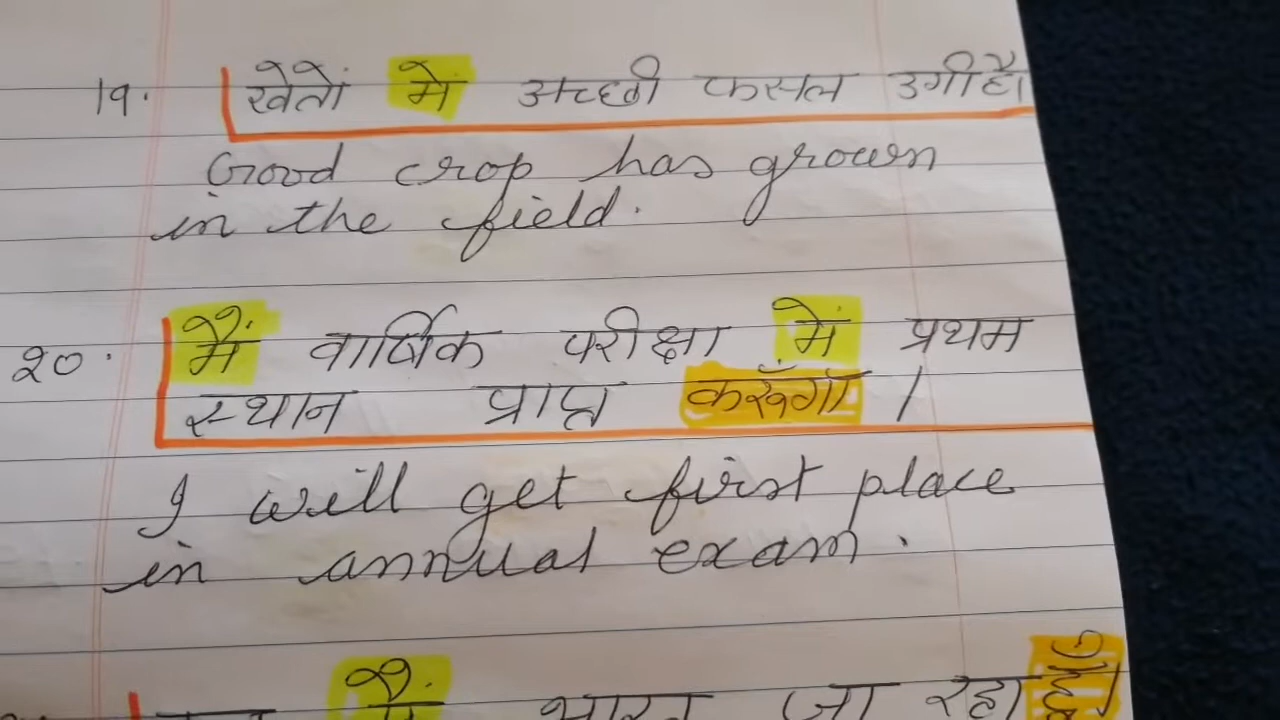 19. खेतों में अच्छी फसल उगी है।
Good crop has grown
in the field.
20. मैं वार्षिक परीक्षा में प्रथम
स्थान प्राप्त करूँगा ।
I will get first place
in annual exam.
जा रहा हूँ